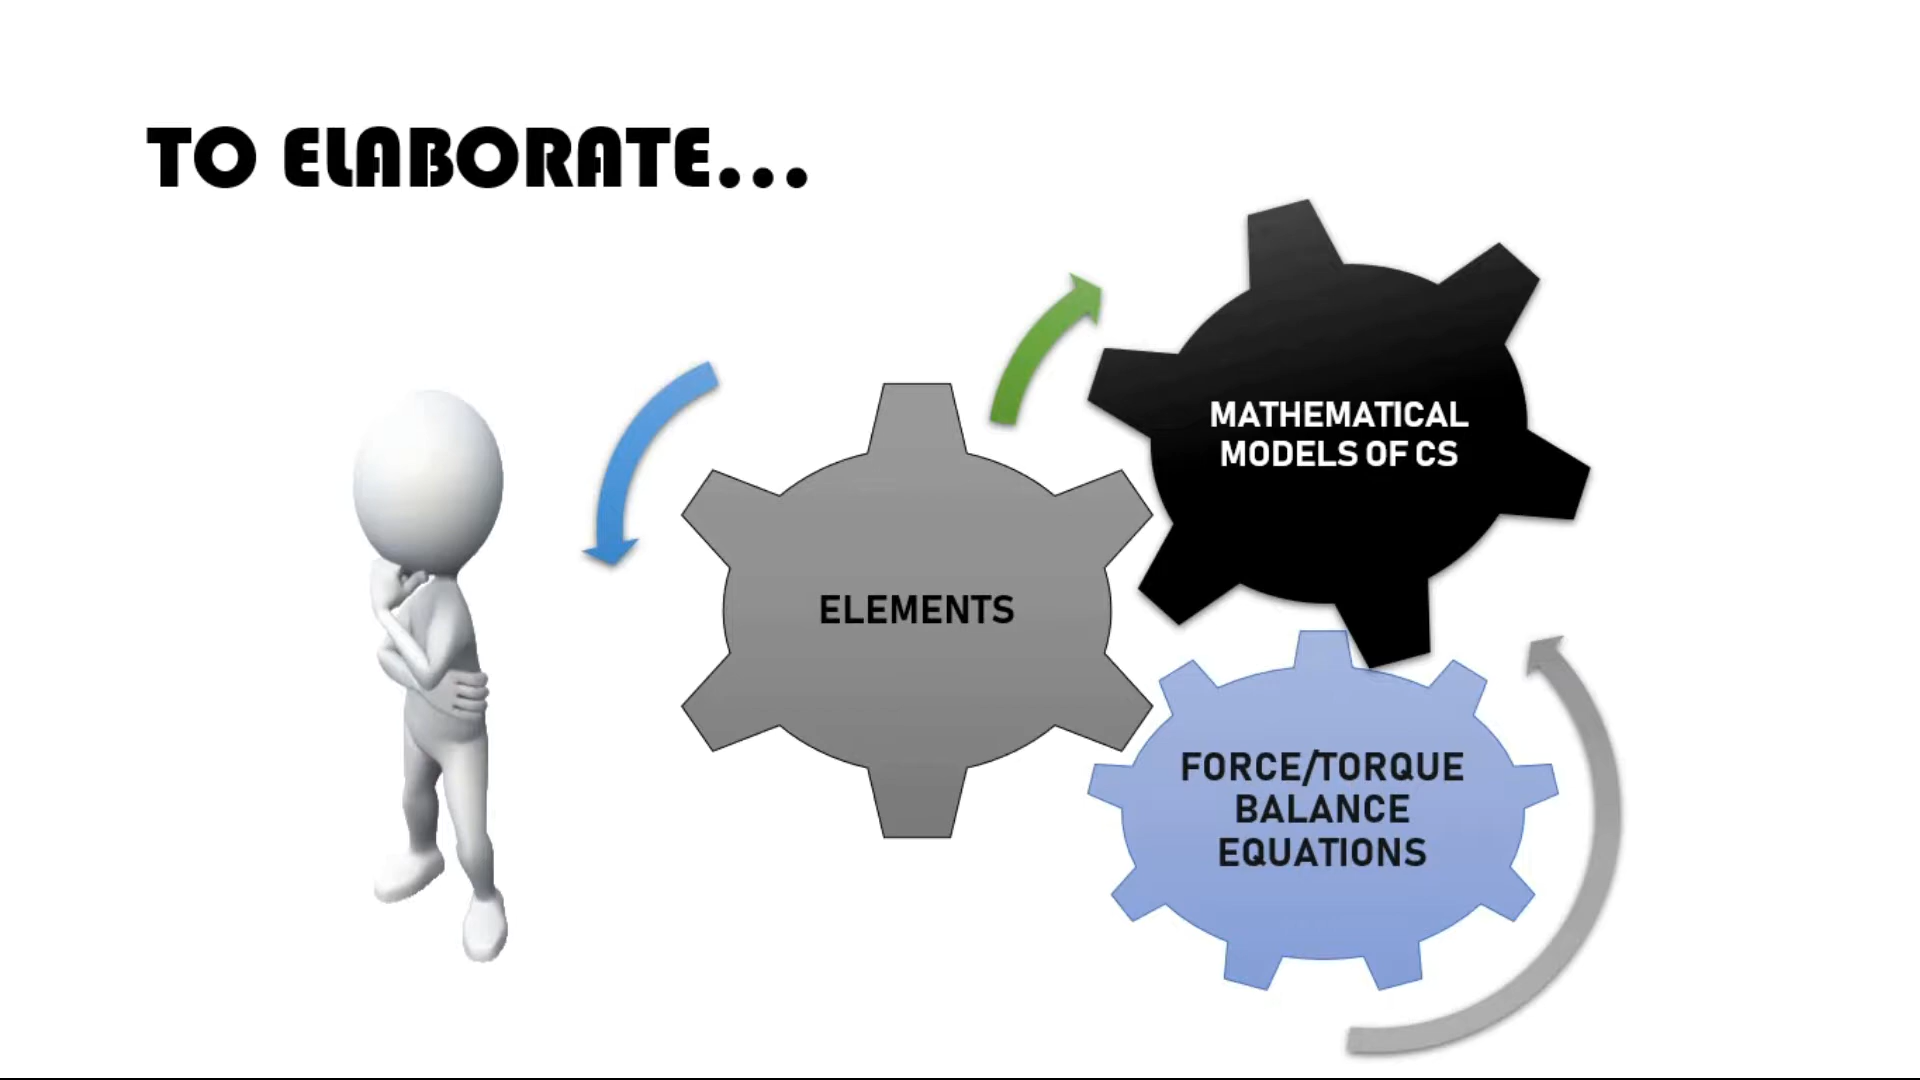 TO ELABORATE...
MATHEMATICAL
MODELS OF CS
ELEMENTS
FORCE/TORQUE
BALANCE
EQUATIONS